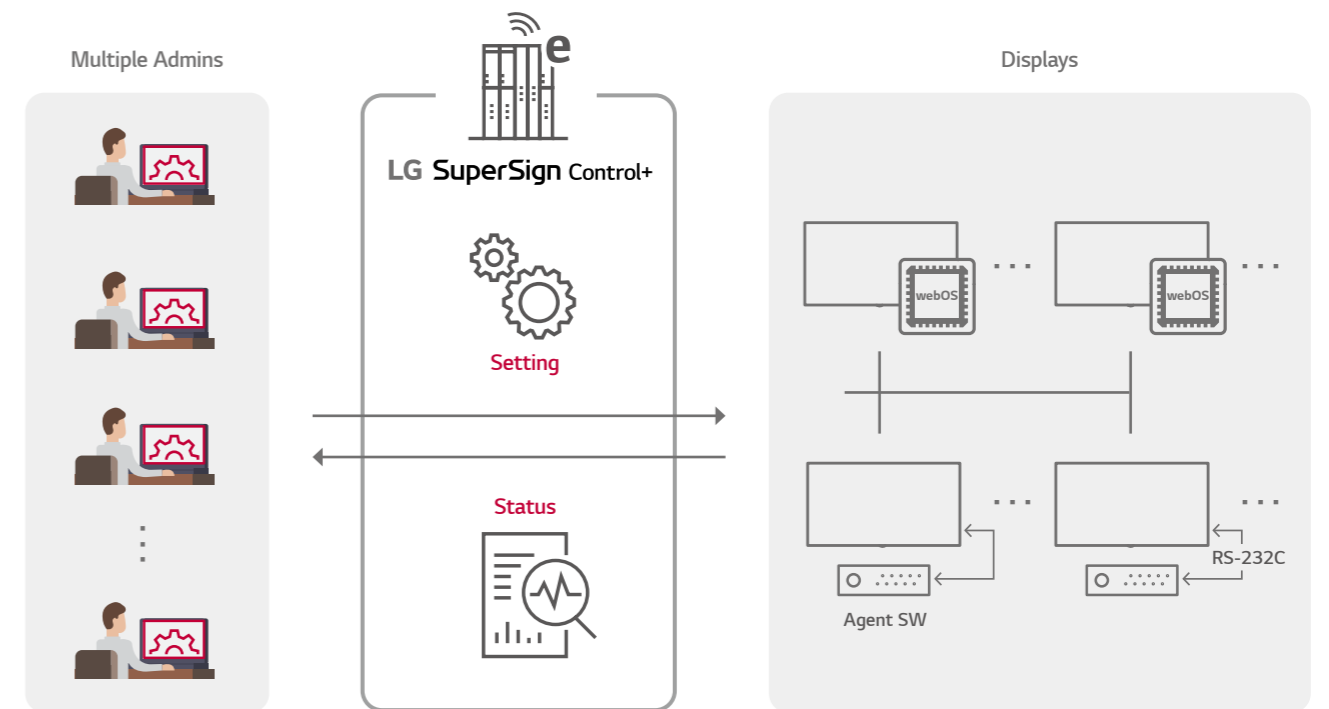 Multiple Admins
e
LG SuperSign Control+
Setting
Status
Displays
webOS
webOS
RS-232C
Agent SW